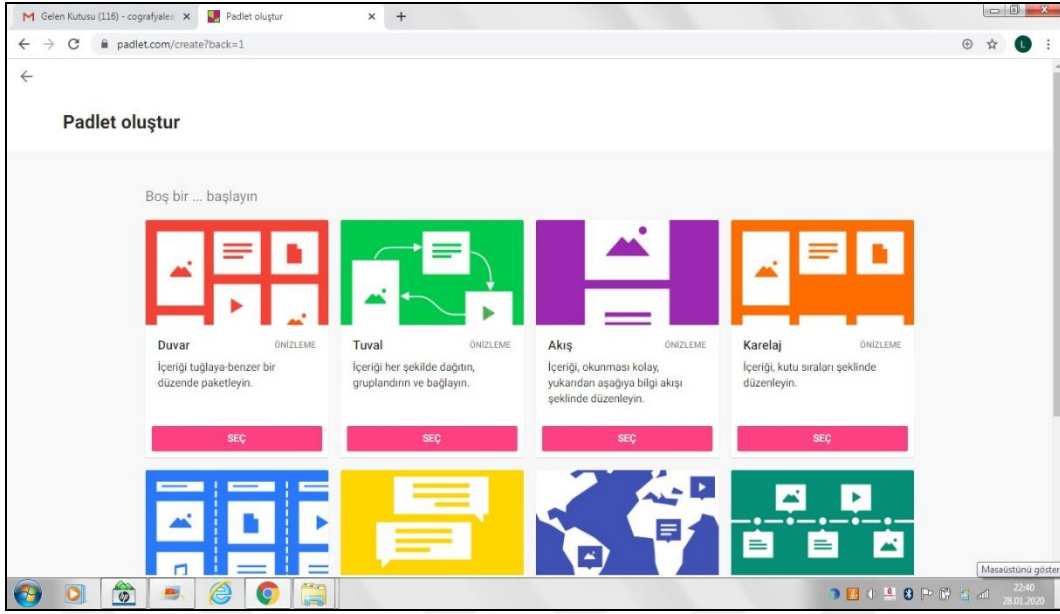 Gelen Kutusu (116) - cografyale
Padlet oluştur
padlet.com/create?back=1
L
Padlet oluştur
Boş bir ... başlayın
Duvar ÖNİZLEME
İçeriği tuğlaya-benzer bir
düzende paketleyin.
SEÇ
Tuval ÖNİZLEME
İçeriği her şekilde dağıtın,
gruplandırın ve bağlayın.
SEÇ
Akış ÖNİZLEME
İçeriği, okunması kolay,
yukarıdan aşağıya bilgi akışı
şeklinde düzenleyin.
SEÇ
Karelaj ÖNİZLEME
İçeriği, kutu sıraları şeklinde
düzenleyin.
SEÇ
Masaüstünü göster
22:40
28.01.2020